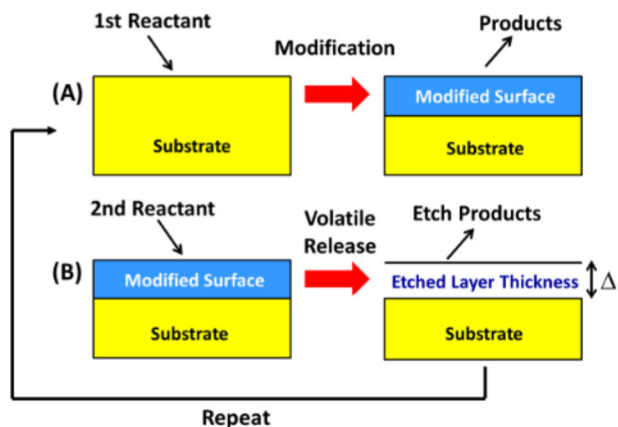 1st Reactant
Products
Modification
(A)
Modified Surface
Substrate
Substrate
2nd Reactant
Volatile
Release
Etch Products
(B)
Modified Surface
Etched Layer Thickness
Δ
Substrate
Substrate
Repeat